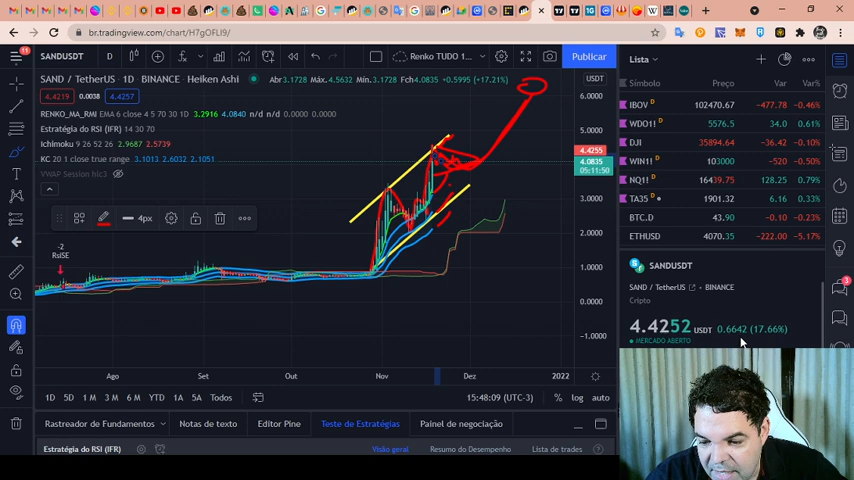 br.tradingview.com/chart/H7gOFLI9/
11
SANDUSDT
D
Renko TUDO 1...
Publicar
SAND / TetherUS · 1D · BINANCE · Heiken Ashi
Abr3.1728 Máx.4.5632 Mín.3.1728 Fch4.0835 +0.5995 (+17.21%)
USDT
4.4219
0.0038
4.4257
RENKO_MA_RMI EMA 6 close 4 5 70 30 1D 3.2916 4.0840 n/d n/d 0.0000 0.0000
Estratégia do RSI (IFR) 14 30 70
Ichimoku 9 26 52 26 2.9687 2.5739
KC 20 1 close true range 3.1013 2.6032 2.1051
VWAP Session hlc3
4px
-2
RsiSE
6.0000
5.0000
4.4255
4.0835
05:11:50
3.0000
2.0000
1.0000
0.0000
−1.0000
Ago
Set
Out
Nov
Dez
2022
1D 5D 1M 3M 6M YTD 1A 5A Todos
15:48:09 (UTC-3)
% log auto
Rastreador de Fundamentos
Notas de texto
Editor Pine
Teste de Estratégias
Painel de negociação
Estratégia do RSI (IFR)
Visão geral
Resumo do Desempenho
Lista de trades
Lista
Símbolo Preço Var Var%
IBOV D 102470.67 -477.78 -0.46%
WDO1! D 5576.5 34.0 0.61%
DJI 35894.64 -36.42 -0.10%
WIN1! D 103000 -520 -0.50%
NQ1! D 16439.75 128.25 0.79%
TA35 D 1901.32 6.16 0.33%
BTC.D 43.90 -0.10 -0.23%
ETHUSD 4070.35 -222.00 -5.17%
SANDUSDT
SAND / TetherUS · BINANCE
Cripto
4.4252 USDT 0.6642 (17.66%)
MERCADO ABERTO
3